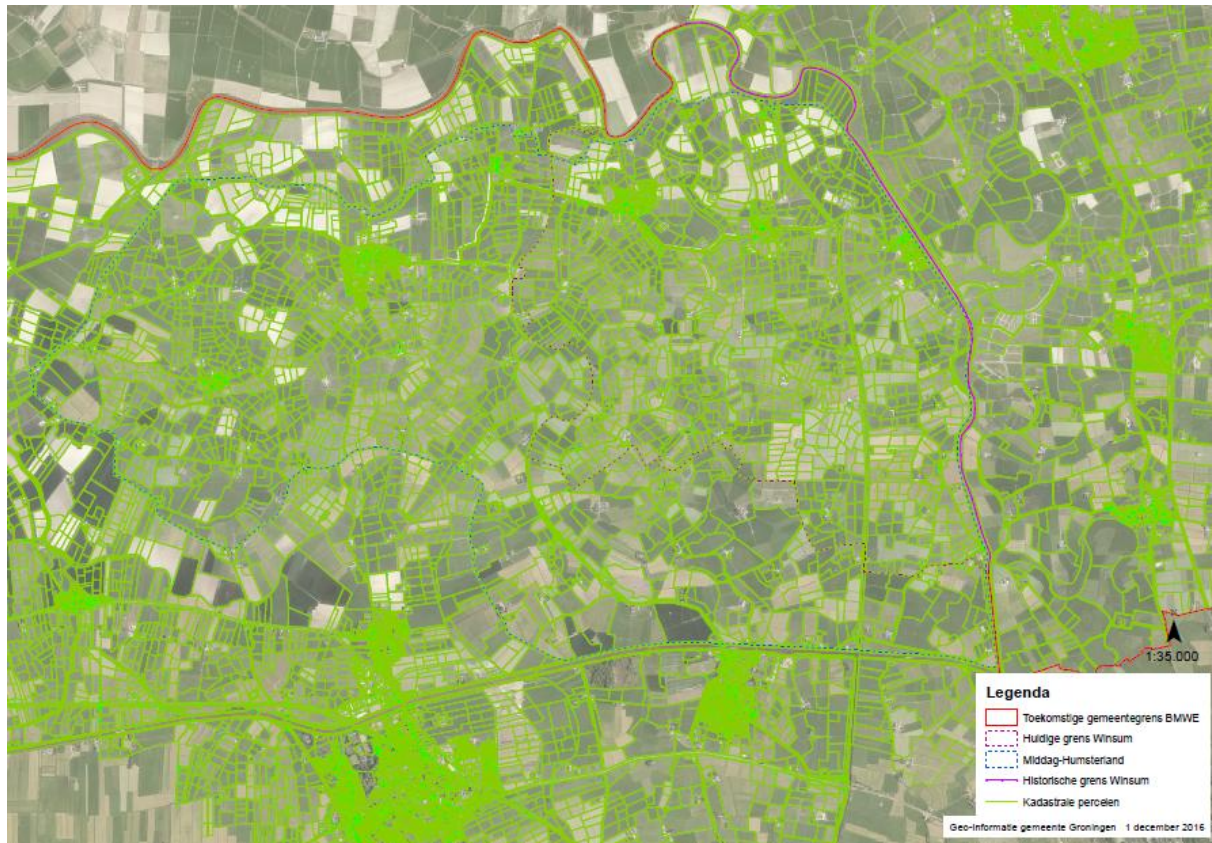 1:35.000
Legenda
Toekomstige gemeentegrens BMWE
Huidige grens Winsum
Middag-Humsterland
Historische grens Winsum
Kadastrale percelen
Geo-informatie gemeente Groningen 1 december 2016